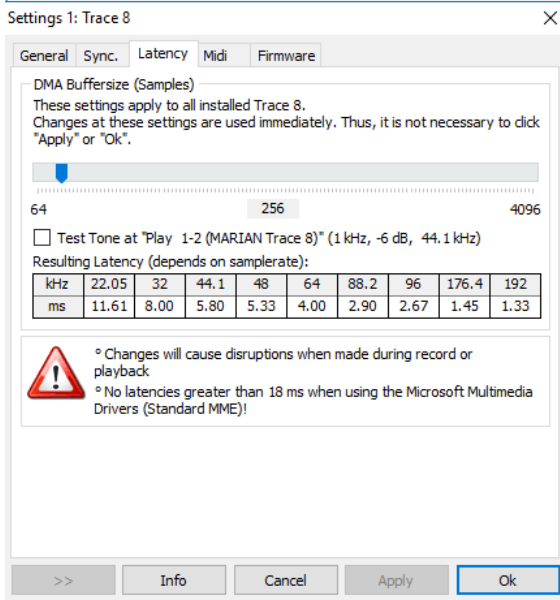 Settings 1: Trace 8
General Sync. Latency Midi Firmware
DMA Buffersize (Samples)
These settings apply to all installed Trace 8.
Changes at these settings are used immediately. Thus, it is not necessary to click
"Apply" or "Ok".
64 256 4096
Test Tone at "Play 1-2 (MARIAN Trace 8)" (1 kHz, -6 dB, 44.1 kHz)
Resulting Latency (depends on samplerate):
kHz 22.05 32 44.1 48 64 88.2 96 176.4 192
ms 11.61 8.00 5.80 5.33 4.00 2.90 2.67 1.45 1.33
° Changes will cause disruptions when made during record or
playback
° No latencies greater than 18 ms when using the Microsoft Multimedia
Drivers (Standard MME)!
>> Info Cancel Apply Ok